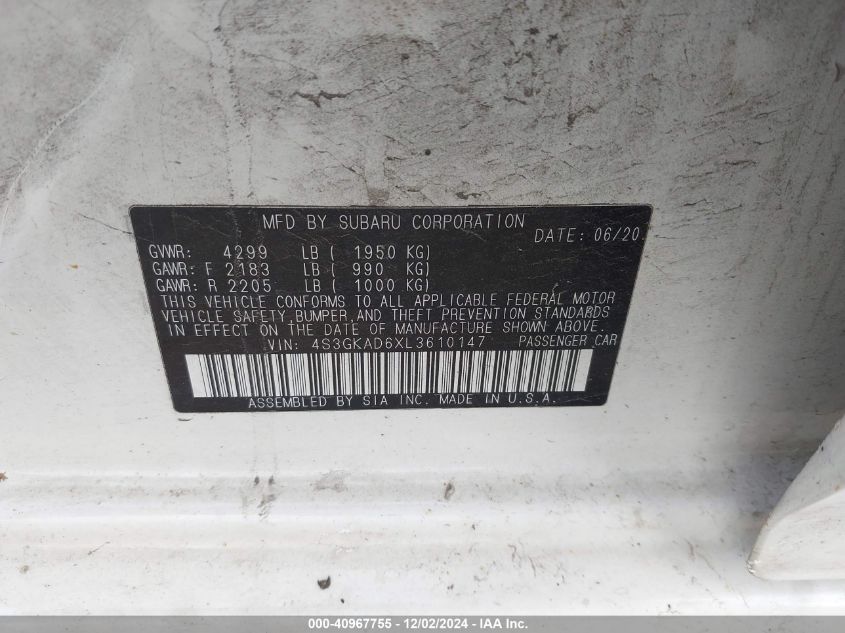 MFD BY SUBARU CORPORATION
DATE: 06/20
GVWR: 4299 LB ( 1950 KG)
GAWR: F 2183 LB ( 990 KG)
GAWR: R 2205 LB ( 1000 KG)
THIS VEHICLE CONFORMS TO ALL APPLICABLE FEDERAL MOTOR
VEHICLE SAFETY, BUMPER, AND THEFT PREVENTION STANDARDS
IN EFFECT ON THE DATE OF MANUFACTURE SHOWN ABOVE.
VIN: 4S3GKAD6XL3610147 PASSENGER CAR
ASSEMBLED BY SIA INC. MADE IN U.S.A.
000-40967755 - 12/02/2024 - IAA Inc.